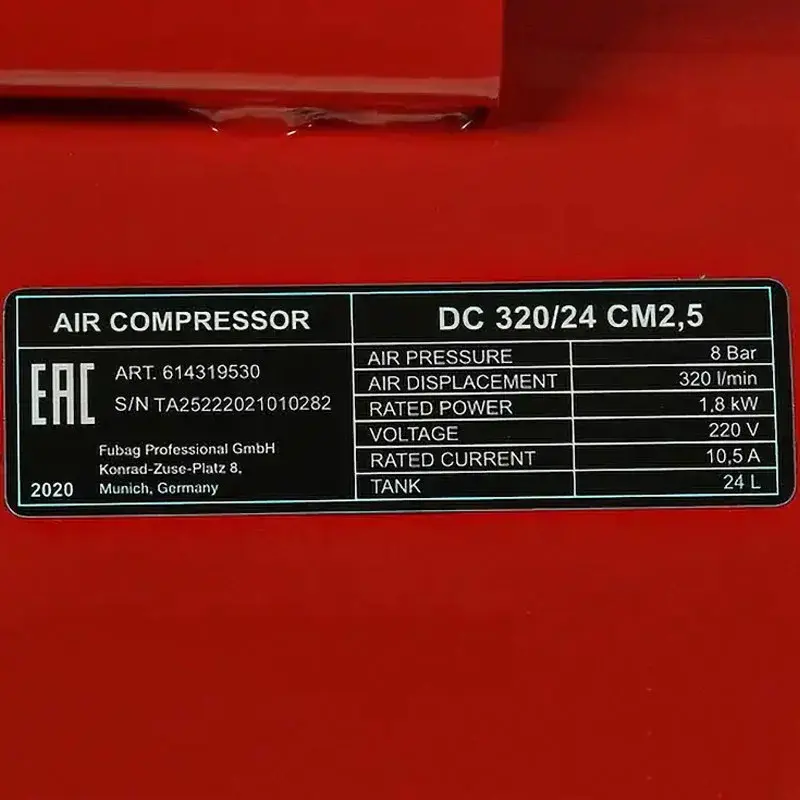 AIR COMPRESSOR
DC 320/24 CM2,5
EAC
ART. 614319530
S/N TA25222021010282
Fubag Professional GmbH
Konrad-Zuse-Platz 8,
2020 Munich, Germany
AIR PRESSURE 8 Bar
AIR DISPLACEMENT 320 l/min
RATED POWER 1,8 kW
VOLTAGE 220 V
RATED CURRENT 10,5 A
TANK 24 L